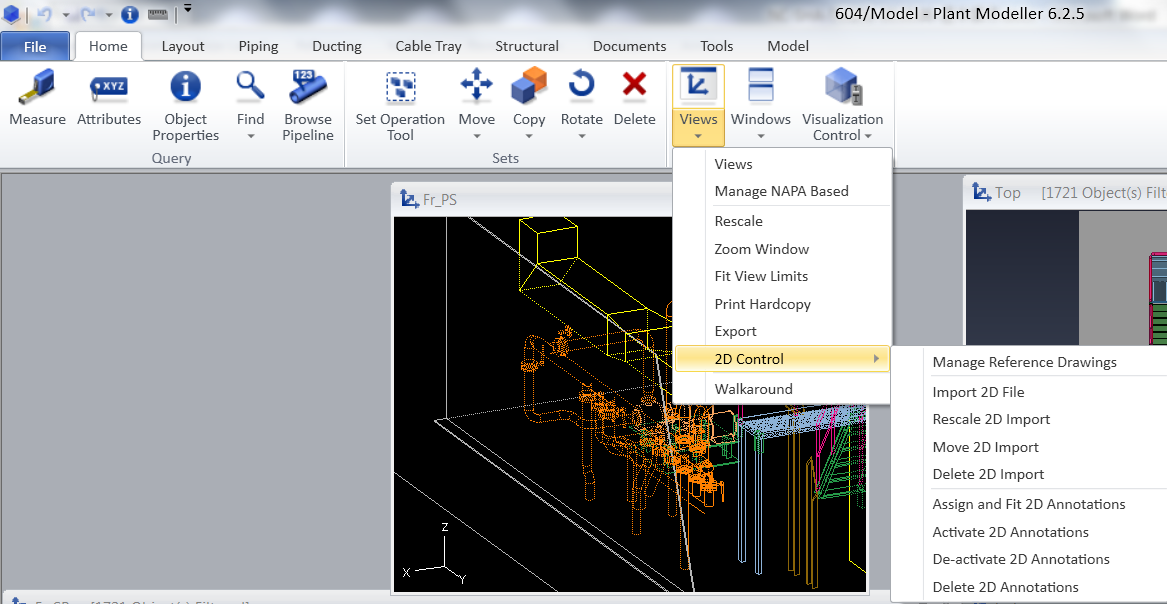 604/Model - Plant Modeller 6.2.5
File Home Layout Piping Ducting Cable Tray Structural Documents Tools Model
XYZ 123
Measure Attributes Object Properties Find Browse Pipeline Set Operation Tool Move Copy Rotate Delete Views Windows Visualization Control
Query Sets
Views
Manage NAPA Based
Rescale
Zoom Window
Fit View Limits
Print Hardcopy
Export
2D Control
Walkaround
Manage Reference Drawings
Import 2D File
Rescale 2D Import
Move 2D Import
Delete 2D Import
Assign and Fit 2D Annotations
Activate 2D Annotations
De-activate 2D Annotations
Delete 2D Annotations
Fr_PS
Top [1721 Object(s) Filt
Z
X
Y